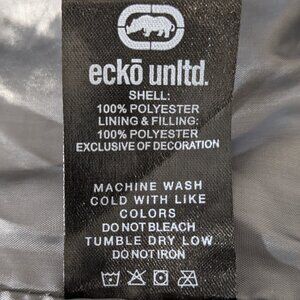 eckō unltd.
SHELL:
100% POLYESTER
LINING & FILLING:
100% POLYESTER
EXCLUSIVE OF DECORATION
MACHINE WASH
COLD WITH LIKE
COLORS
DO NOT BLEACH
TUMBLE DRY LOW
DO NOT IRON